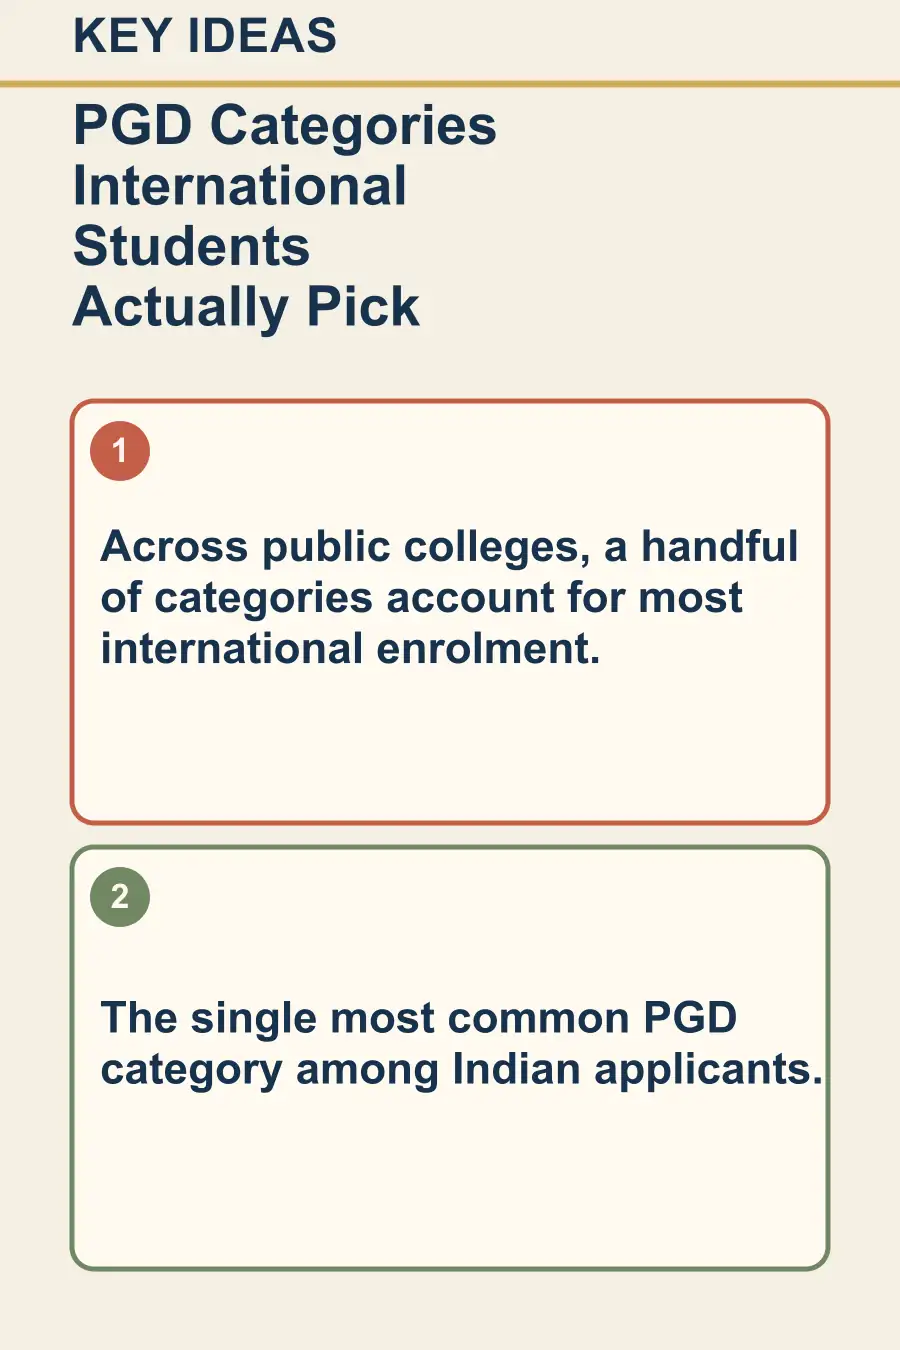 KEY IDEAS
PGD Categories
International
Students
Actually Pick
1
Across public colleges, a handful
of categories account for most
international enrolment.
2
The single most common PGD
category among Indian applicants.